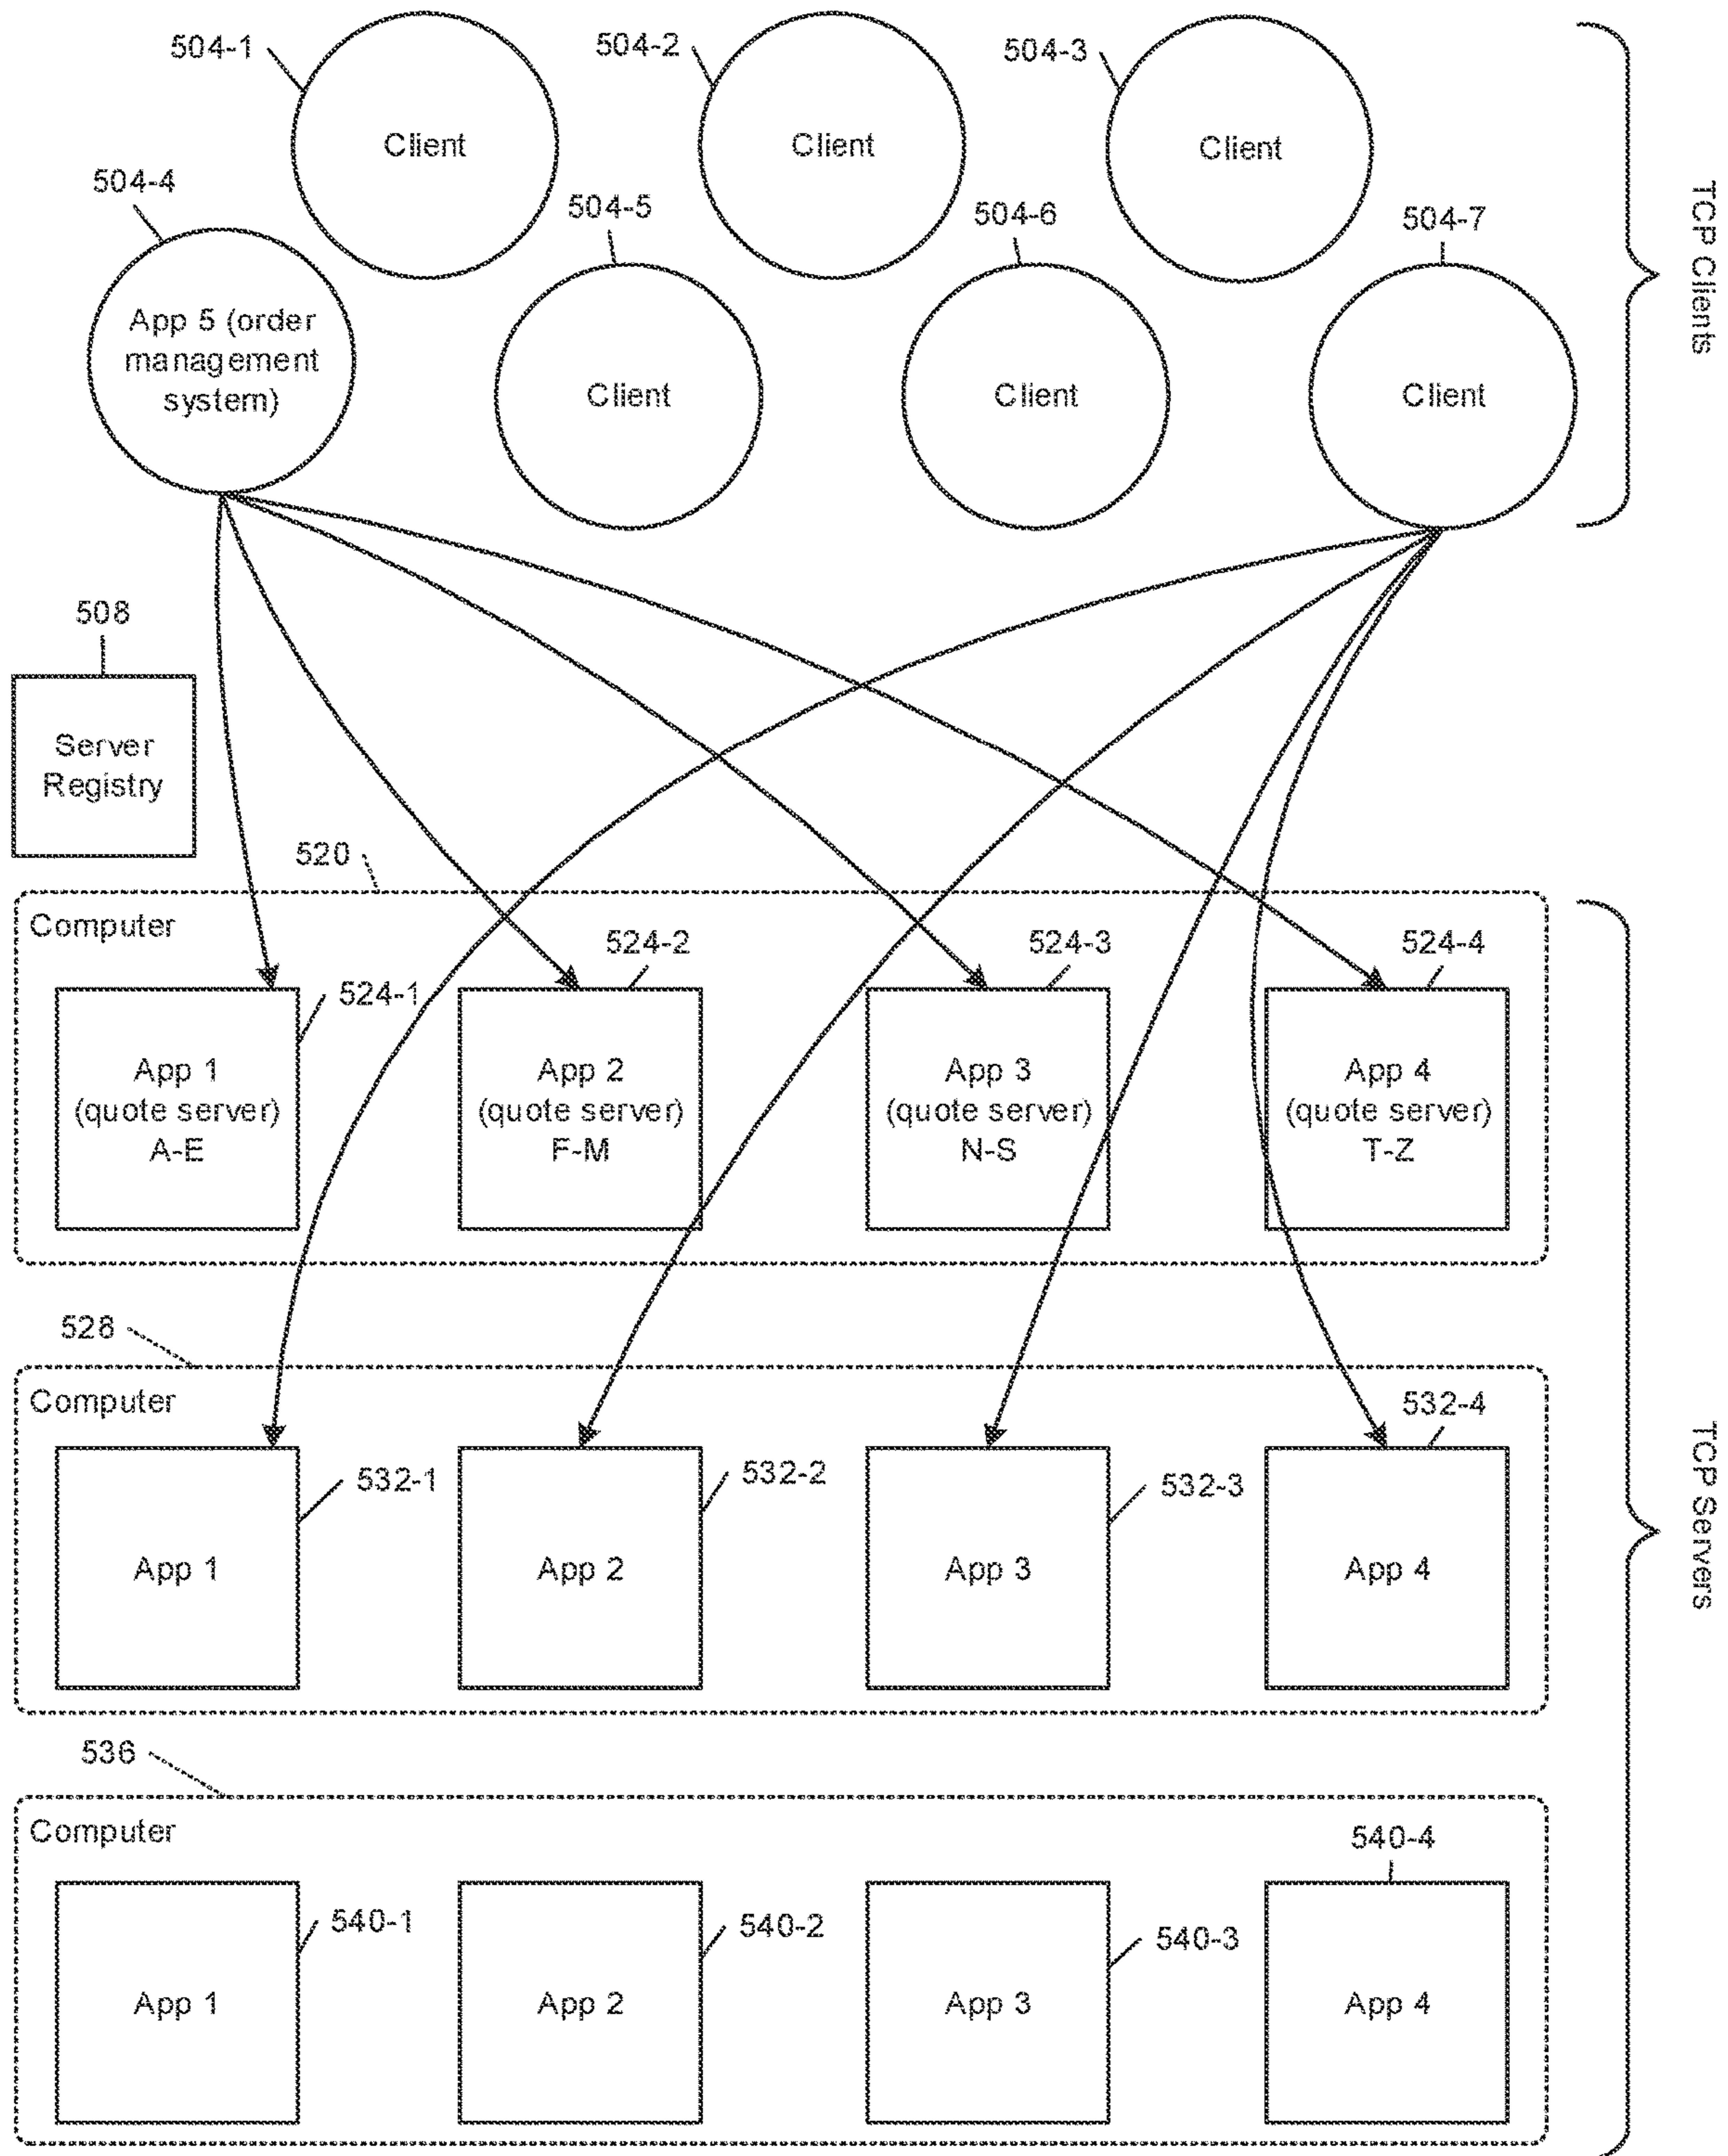 504-1
504-2
504-3
Client
Client
Client
504-4
504-5
504-6
504-7
App 5 (order
management
system)
Client
Client
Client
TCP Clients
508
Server
Registry
520
Computer
524-1
524-2
524-3
524-4
App 1
(quote server)
A-E
App 2
(quote server)
F-M
App 3
(quote server)
N-S
App 4
(quote server)
T-Z
528
Computer
532-1
532-2
532-3
532-4
App 1
App 2
App 3
App 4
TCP Servers
536
Computer
540-1
540-2
540-3
540-4
App 1
App 2
App 3
App 4